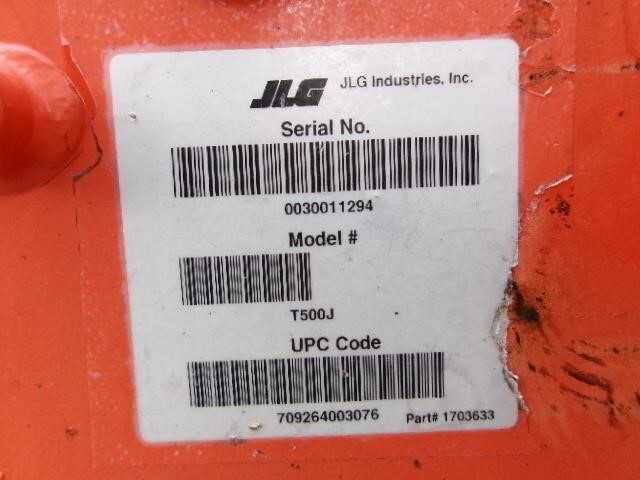 JLG JLG Industries, Inc.
Serial No.
0030011294
Model #
T500J
UPC Code
709264003076 Part# 1703633